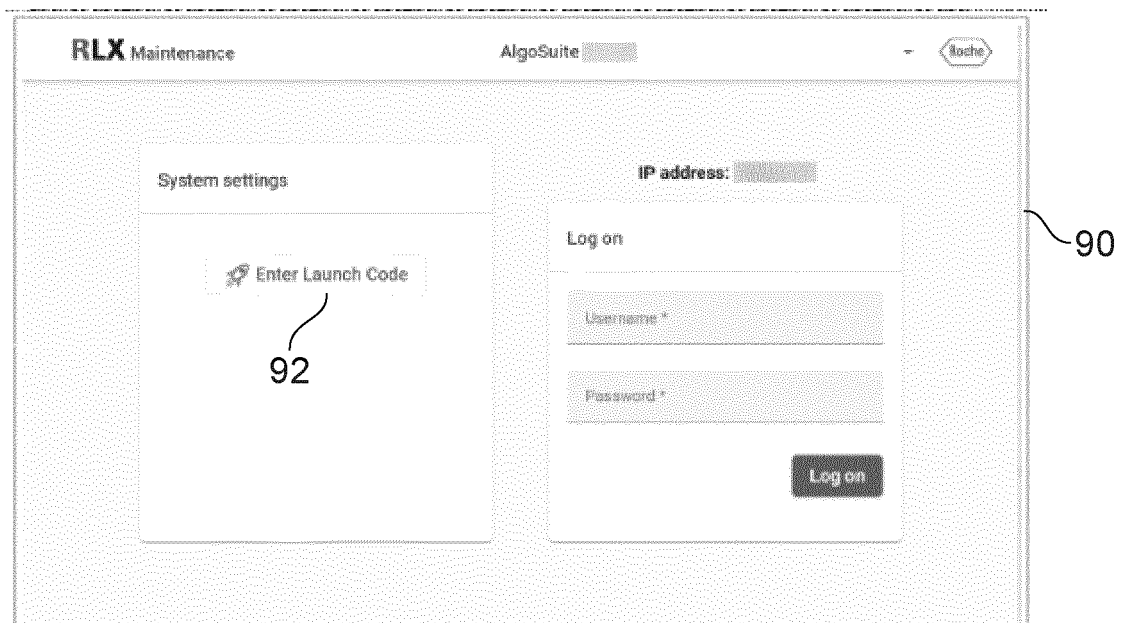 RLX Maintenance
AlgoSuite
Roche
System settings
Enter Launch Code
92
IP address:
Log on
Username *
Password *
Log on
90